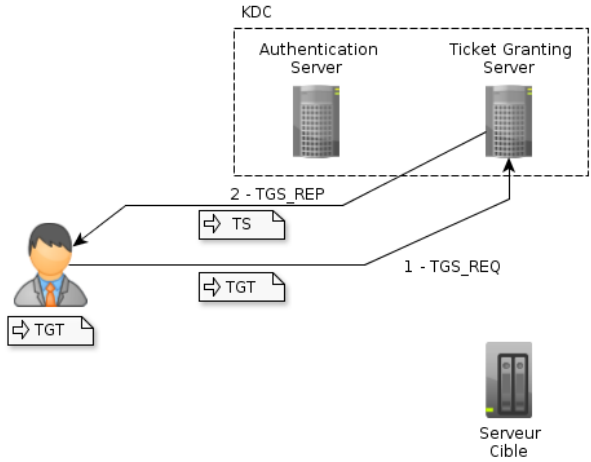 KDC
Authentication
Server
Ticket Granting
Server
2 - TGS_REP
TS
1 - TGS_REQ
TGT
TGT
Serveur
Cible